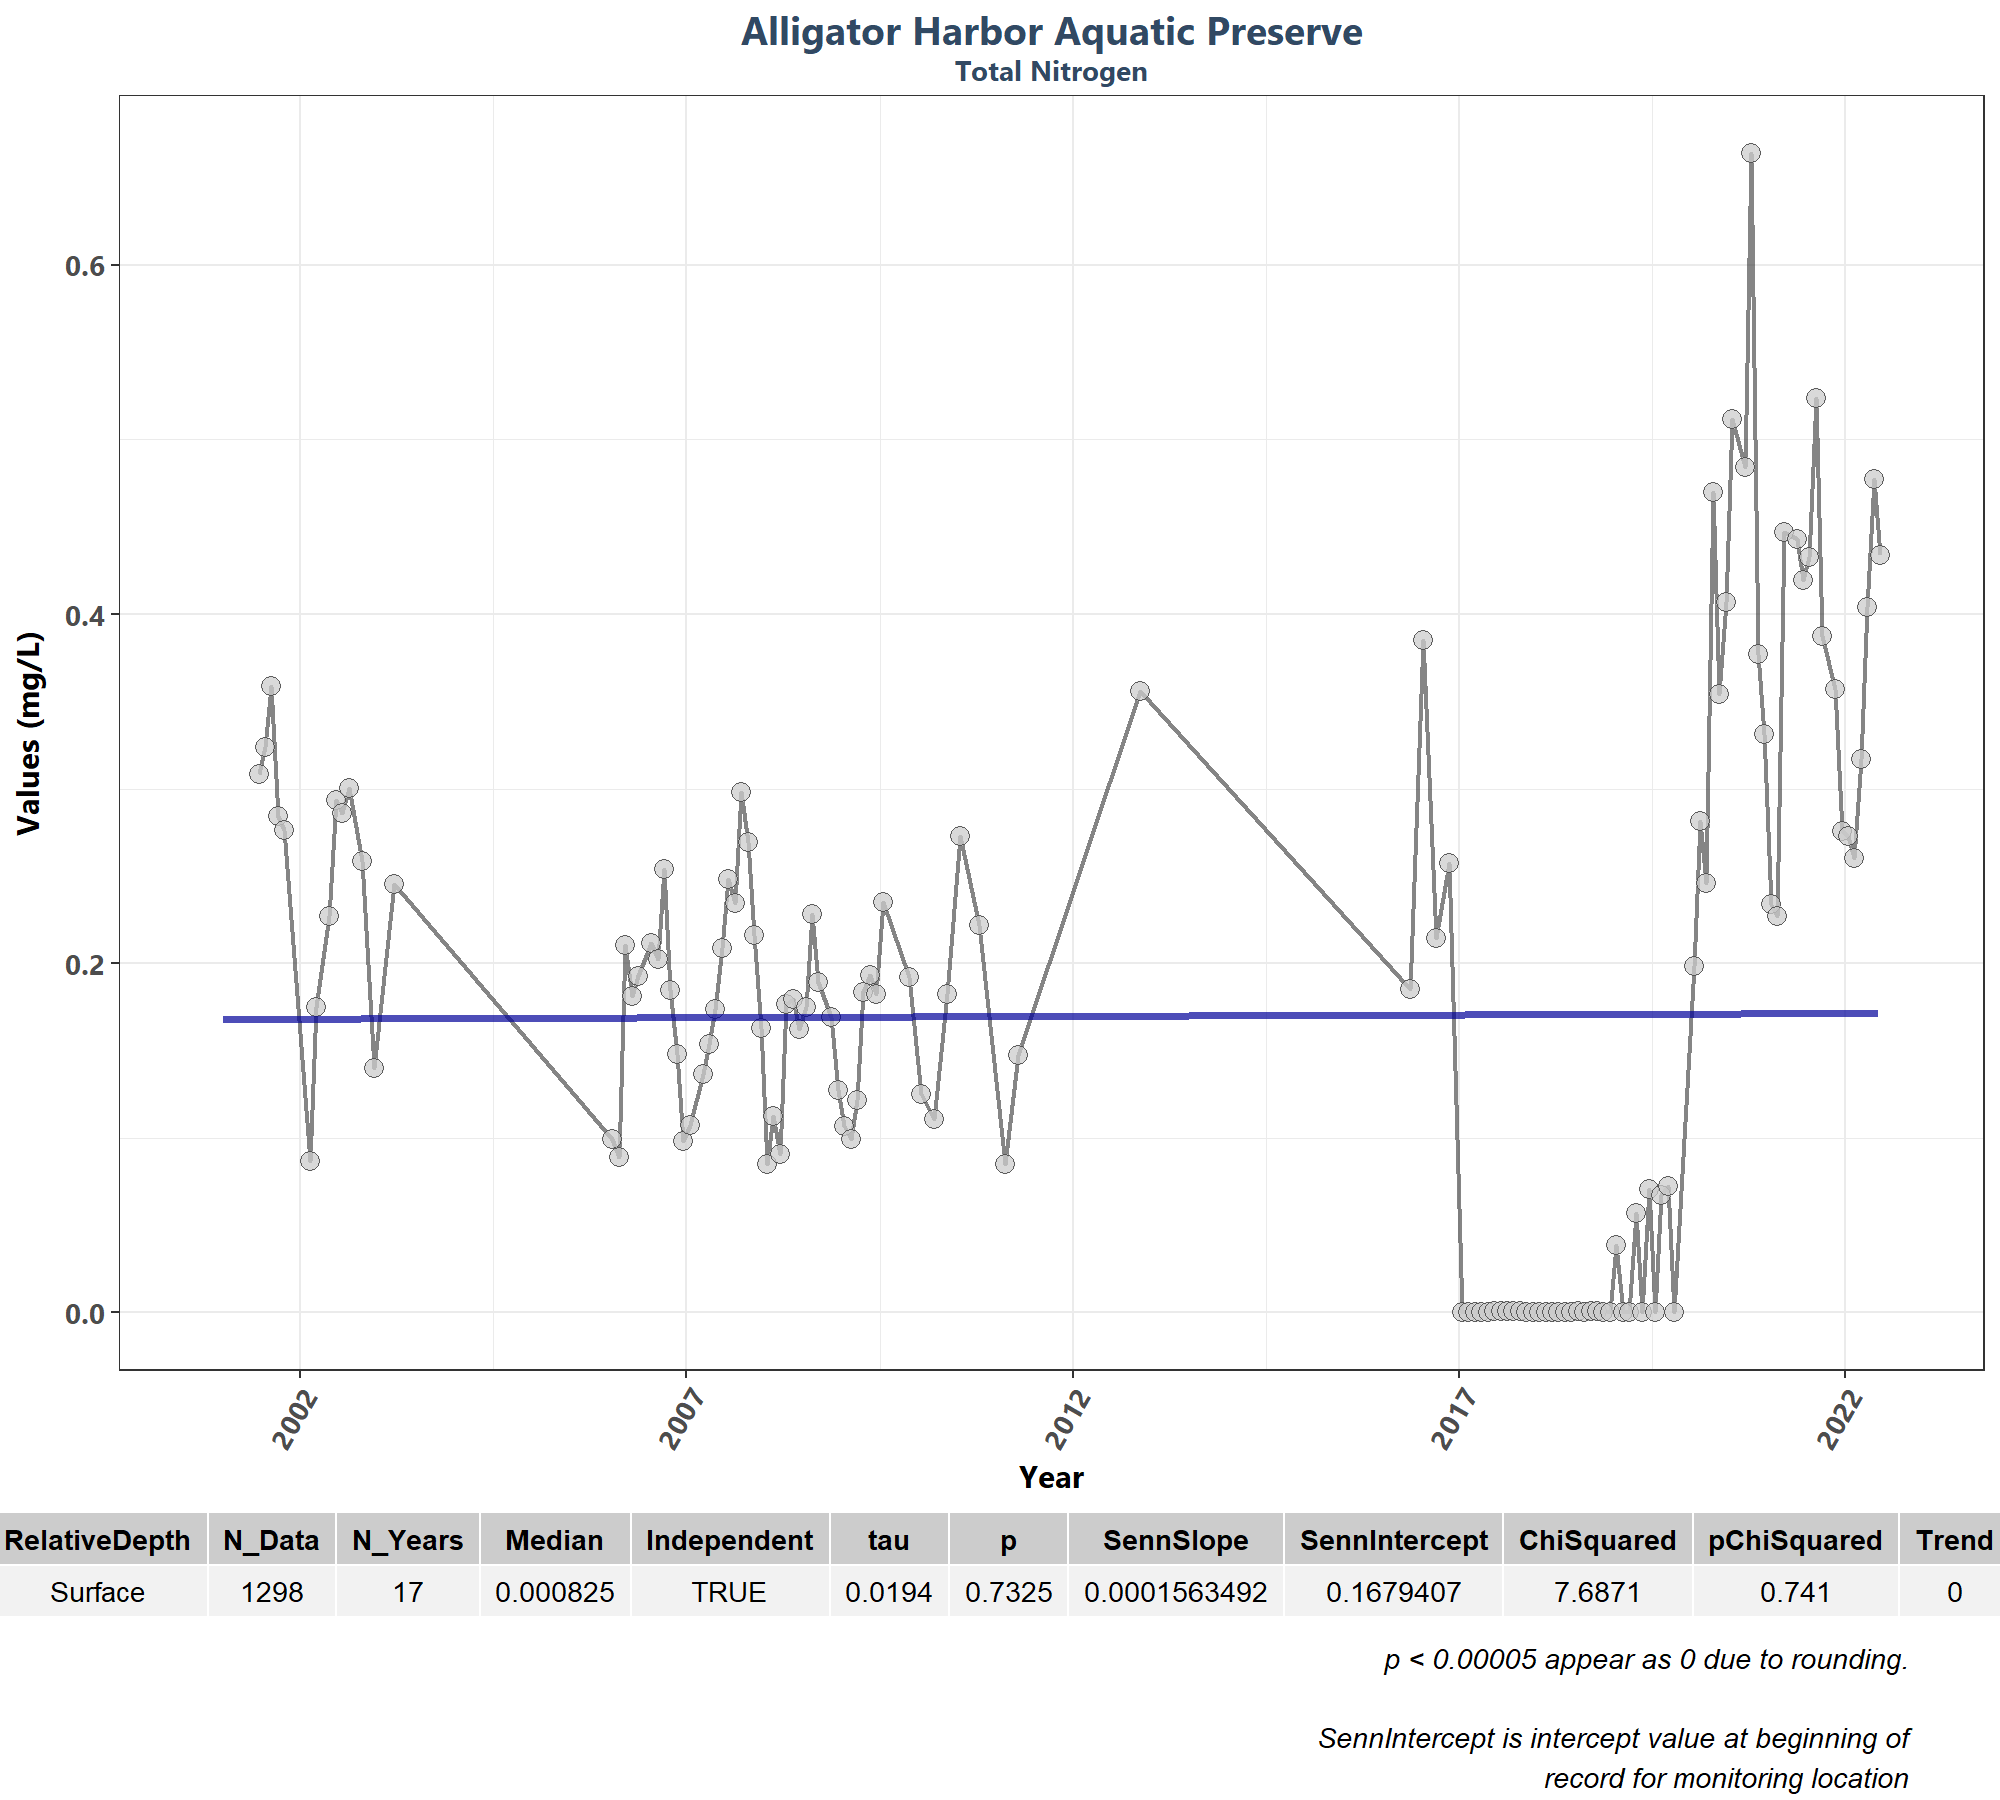 Alligator Harbor Aquatic Preserve
Total Nitrogen
Values (mg/L)
0.6
0.4
0.2
0.0
2002 2007 2012 2017 2022
Year
RelativeDepth N_Data N_Years Median Independent tau p SennSlope SennIntercept ChiSquared pChiSquared Trend
Surface 1298 17 0.000825 TRUE 0.0194 0.7325 0.0001563492 0.1679407 7.6871 0.741 0
p < 0.00005 appear as 0 due to rounding.
SennIntercept is intercept value at beginning of
record for monitoring location